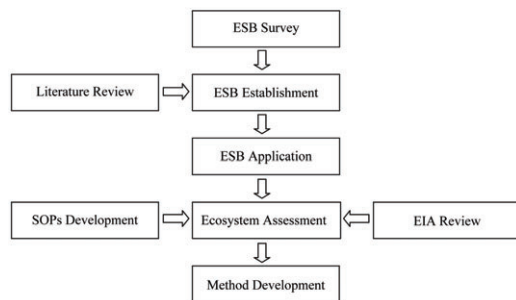 ESB Survey
Literature Review
ESB Establishment
ESB Application
SOPs Development
Ecosystem Assessment
EIA Review
Method Development